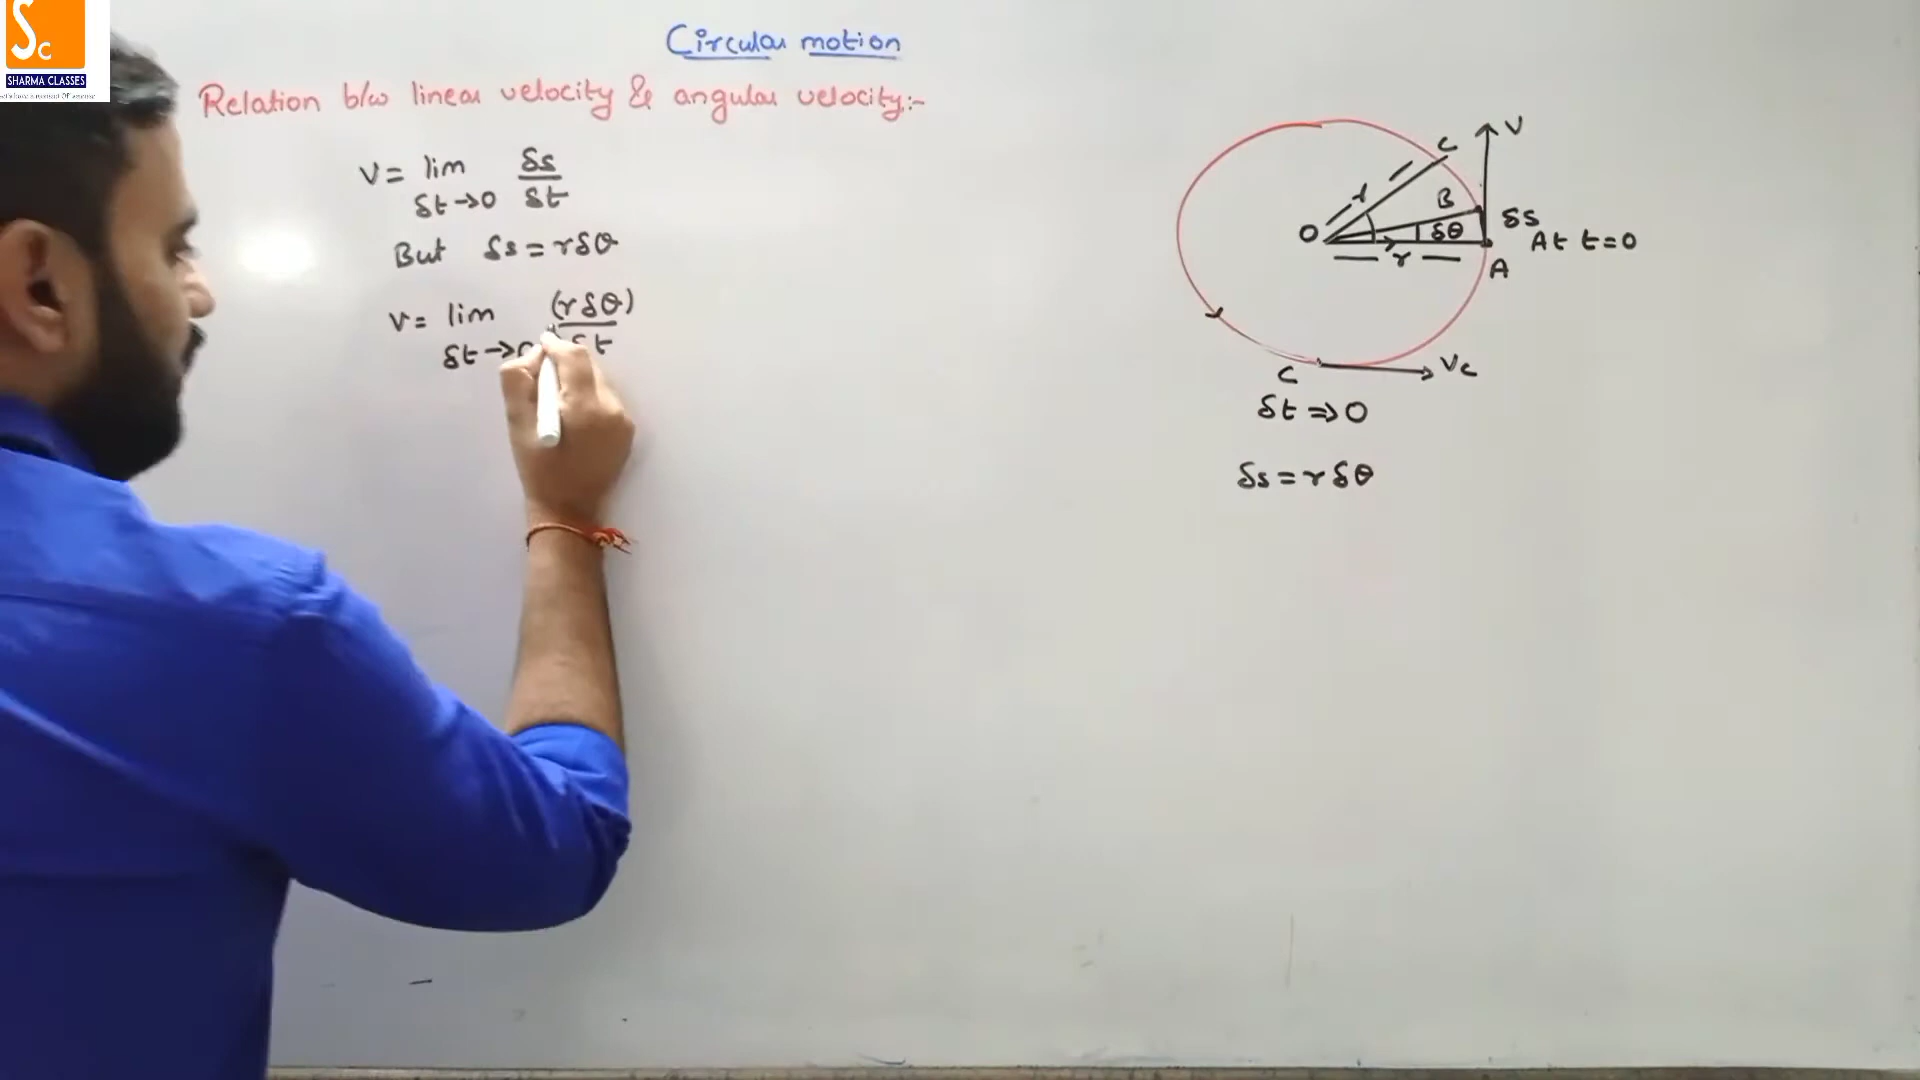 Sc
SHARMA CLASSES
Circular motion
Relation b/w linear velocity & angular velocity:-
V = lim δs
δt→0 δt
But δs = rδθ
V = lim (rδθ)
δt→0 δt
V
C
r
B
O
δθ
δs
At t=0
r
A
C
Vc
δt ⇒ 0
δs = rδθ